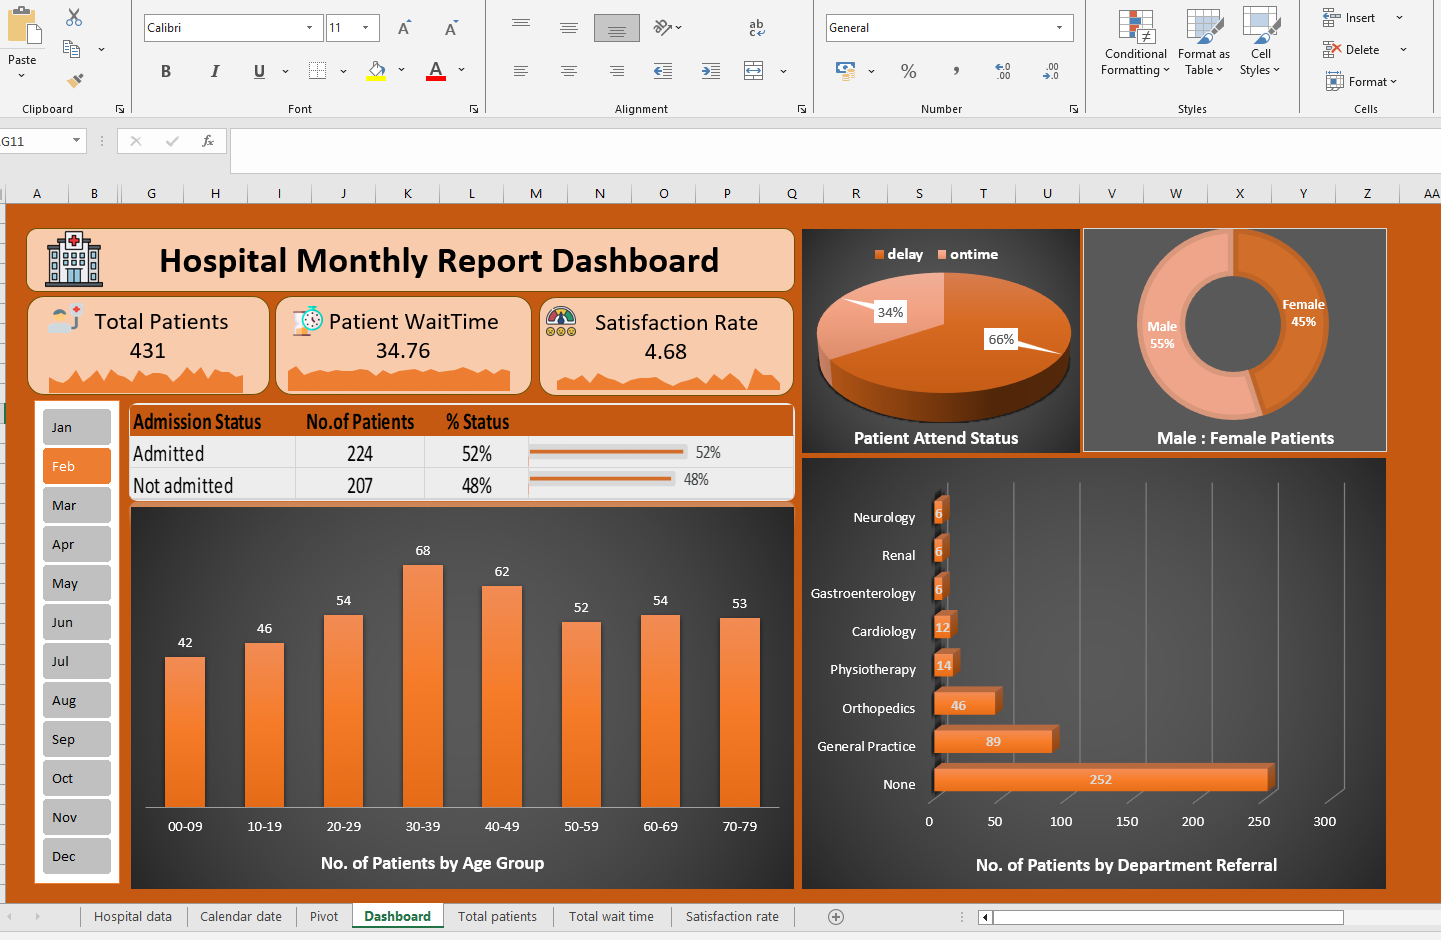 Calibri
11
A
A
ab
c
General
Paste
B
I
U
A
%
,
.00
.00
Conditional
Formatting
Format as
Table
Cell
Styles
Insert
Delete
Format
Clipboard
Font
Alignment
Number
Styles
Cells
G11
fx
A B G H I J K L M N O P Q R S T U V W X Y Z AA
Hospital Monthly Report Dashboard
Total Patients
431
Patient WaitTime
34.76
Satisfaction Rate
4.68
Jan
Feb
Mar
Apr
May
Jun
Jul
Aug
Sep
Oct
Nov
Dec
Admission Status No.of Patients % Status
Admitted 224 52% 52%
Not admitted 207 48% 48%
42
46
54
68
62
52
54
53
00-09 10-19 20-29 30-39 40-49 50-59 60-69 70-79
No. of Patients by Age Group
delay ontime
34%
66%
Patient Attend Status
Female
45%
Male
55%
Male : Female Patients
Neurology 6
Renal 6
Gastroenterology 6
Cardiology 12
Physiotherapy 14
Orthopedics 46
General Practice 89
None 252
0 50 100 150 200 250 300
No. of Patients by Department Referral
Hospital data Calendar date Pivot Dashboard Total patients Total wait time Satisfaction rate